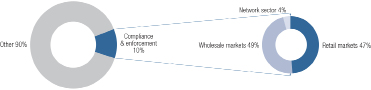 Network sector 4%
Other 90%
Compliance
& enforcement
10%
Wholesale markets 49%
Retail markets 47%